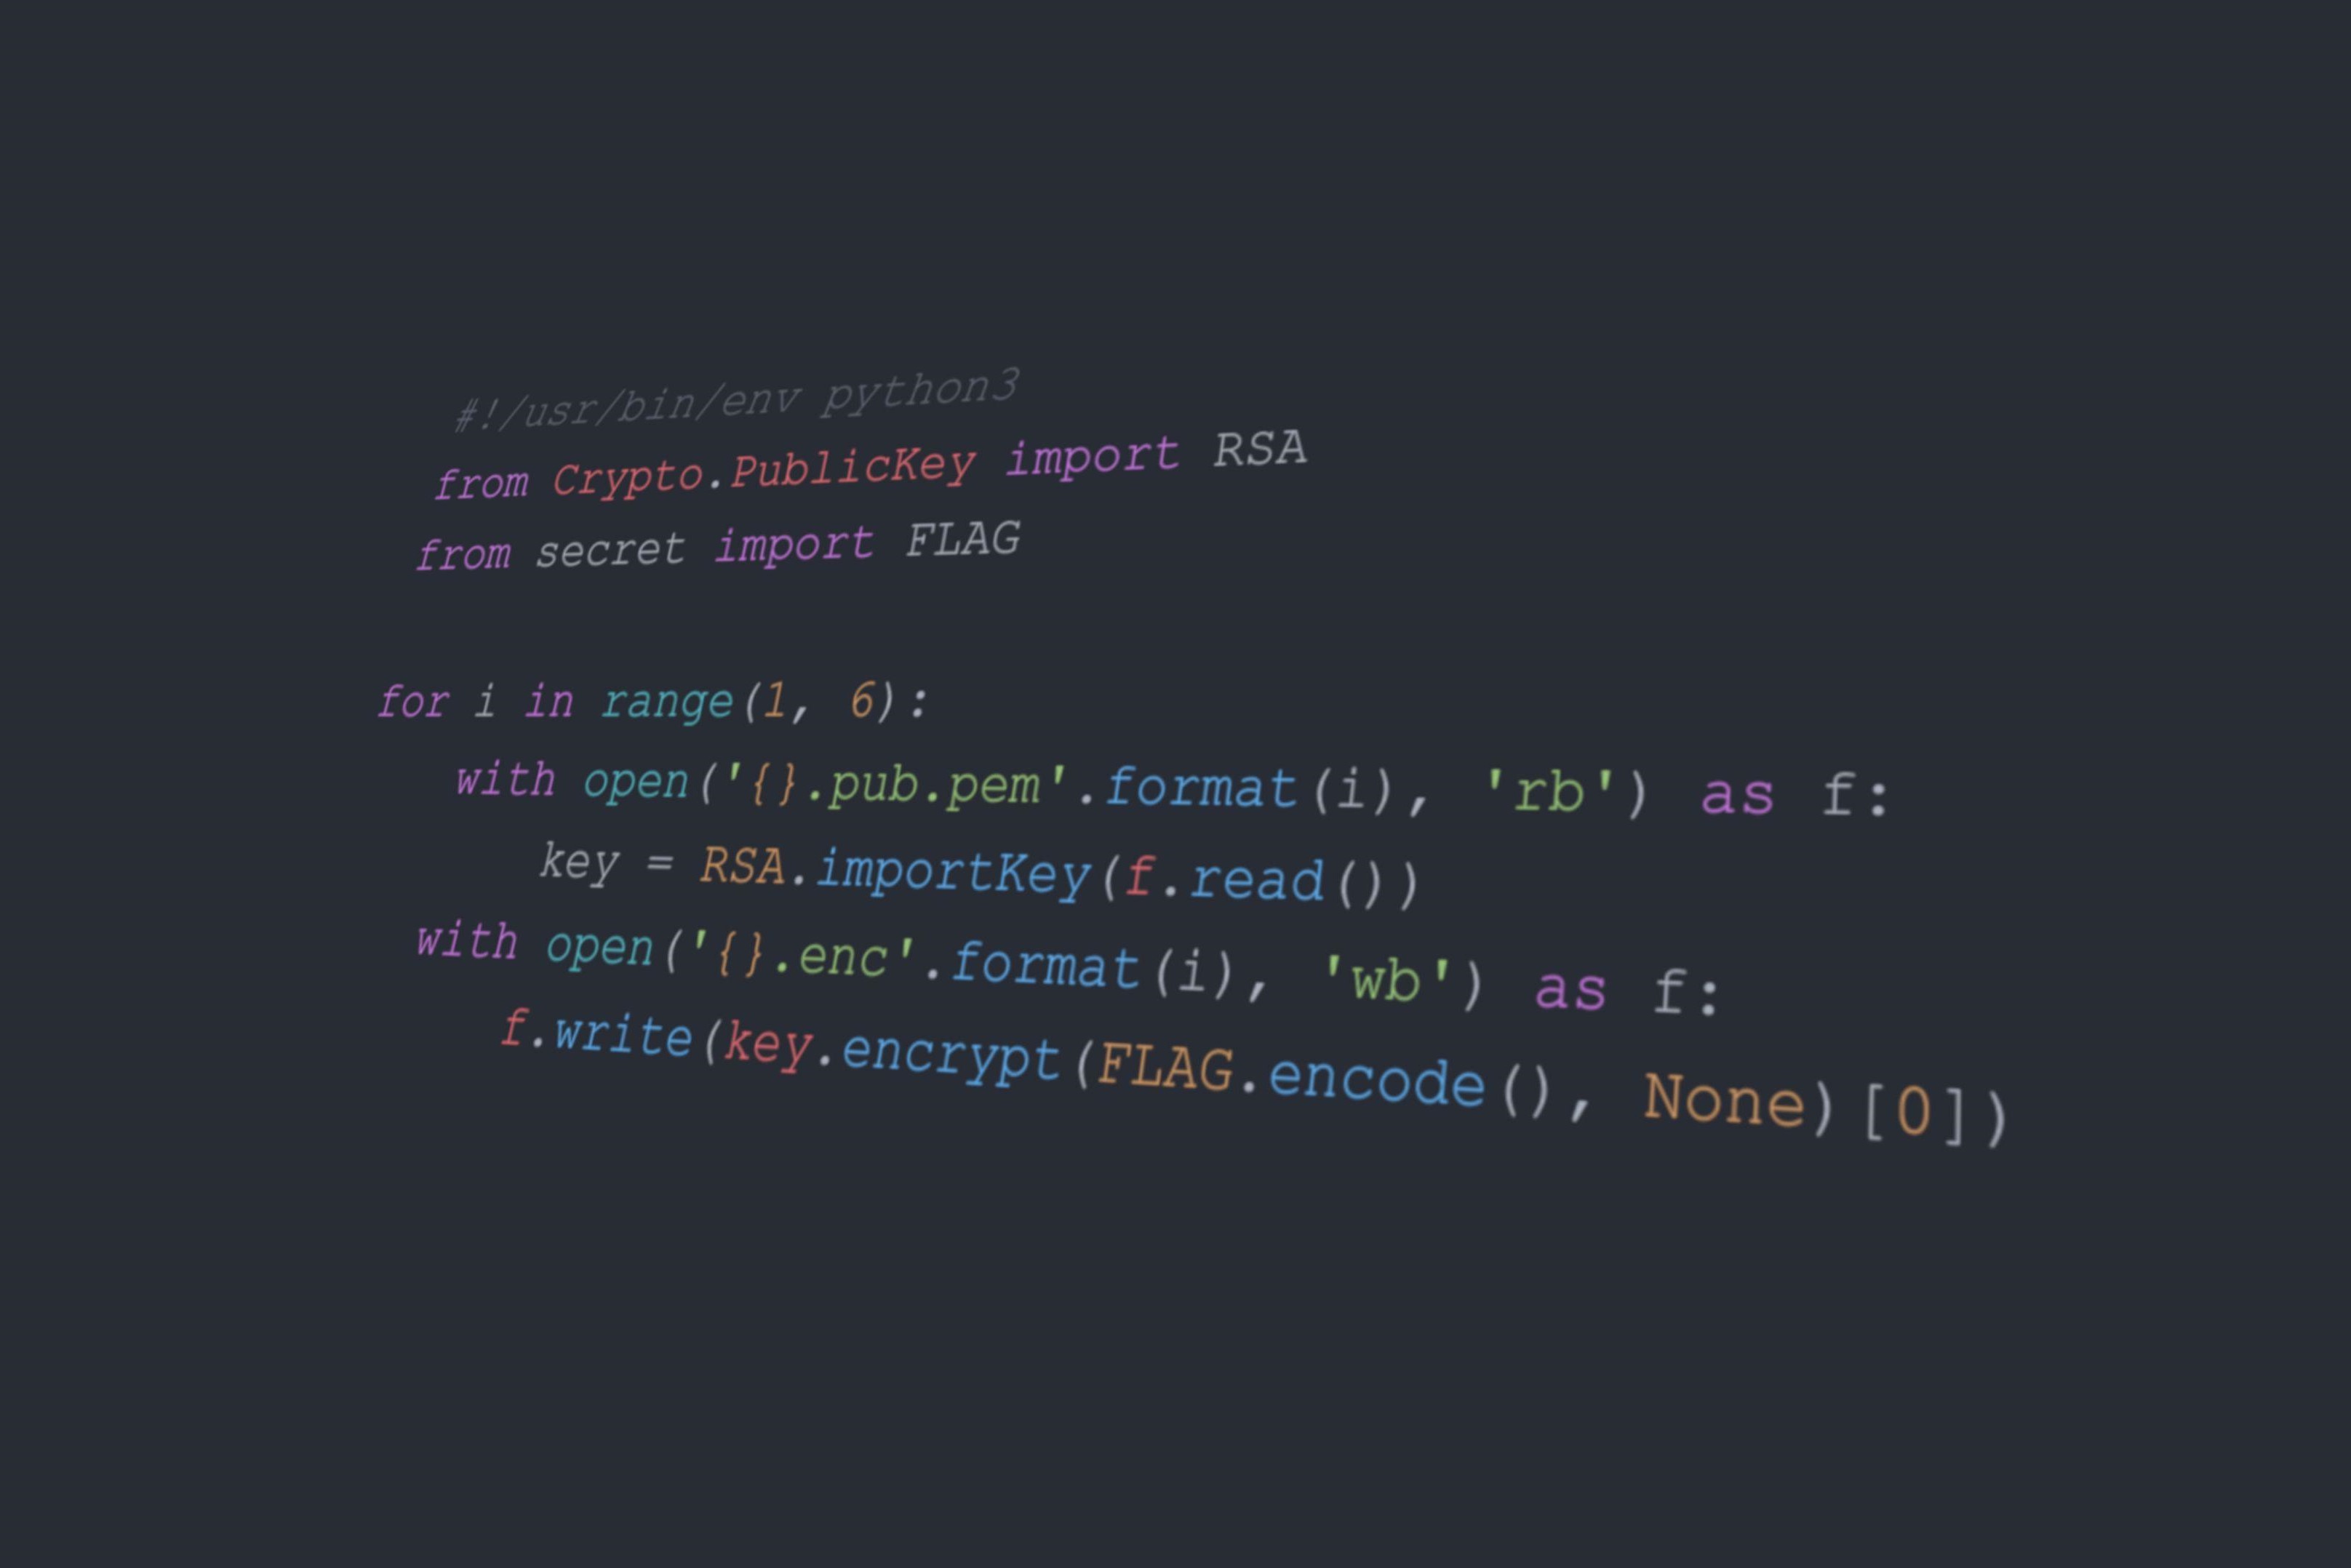 #!/usr/bin/env python3
from Crypto.PublicKey import RSA
from secret import FLAG

for i in range(1, 6):
    with open('{}.pub.pem'.format(i), 'rb') as f:
        key = RSA.importKey(f.read())
    with open('{}.enc'.format(i), 'wb') as f:
        f.write(key.encrypt(FLAG.encode(), None)[0])